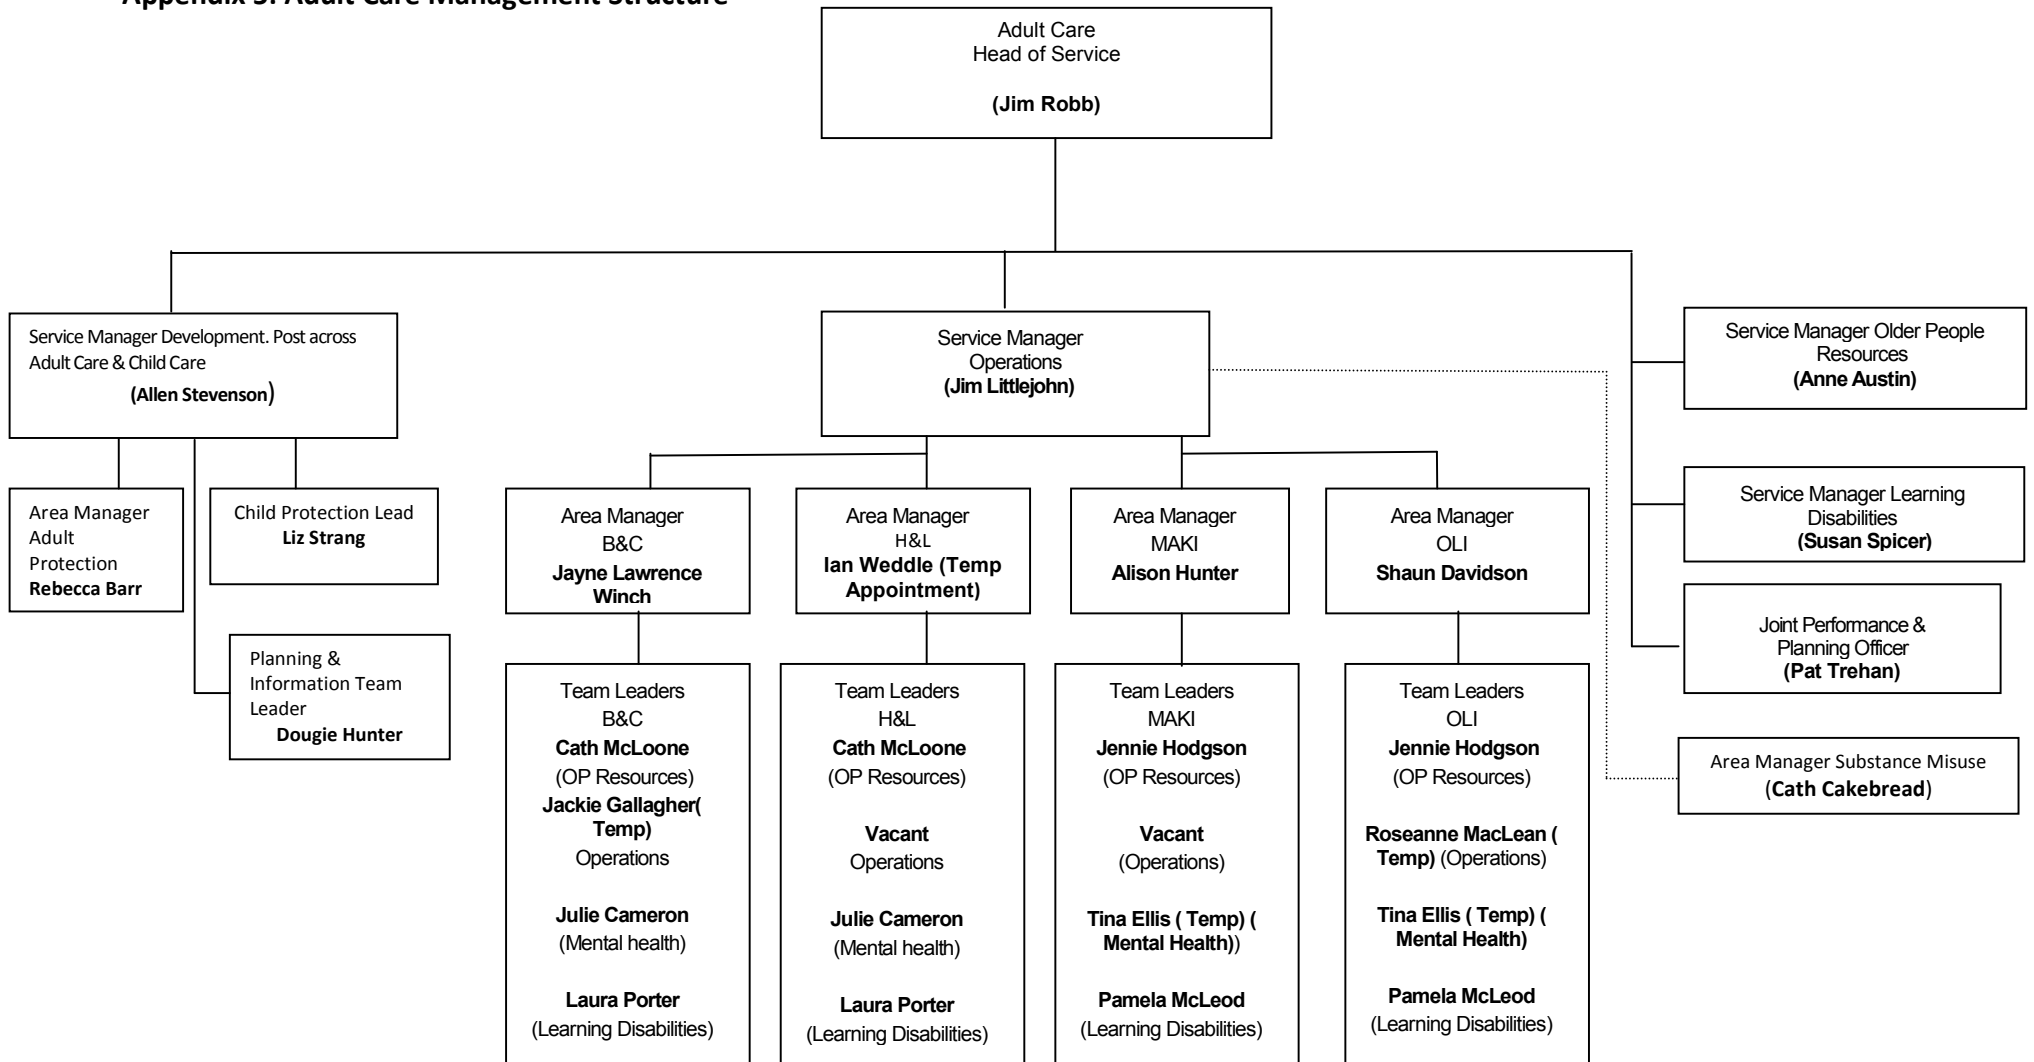 Appendix 3: Adult Care Management Structure
Adult Care
Head of Service
(Jim Robb)
Service Manager Development. Post across
Adult Care & Child Care
(Allen Stevenson)
Service Manager
Operations
(Jim Littlejohn)
Service Manager Older People
Resources
(Anne Austin)
Service Manager Learning
Disabilities
(Susan Spicer)
Joint Performance &
Planning Officer
(Pat Trehan)
Area Manager Substance Misuse
(Cath Cakebread)
Area Manager
Adult
Protection
Rebecca Barr
Child Protection Lead
Liz Strang
Planning &
Information Team
Leader
Dougie Hunter
Area Manager
B&C
Jayne Lawrence
Winch
Area Manager
H&L
Ian Weddle (Temp
Appointment)
Area Manager
MAKI
Alison Hunter
Area Manager
OLI
Shaun Davidson
Team Leaders
B&C
Cath McLoone
(OP Resources)
Jackie Gallagher(
Temp)
Operations
Julie Cameron
(Mental health)
Laura Porter
(Learning Disabilities)
Team Leaders
H&L
Cath McLoone
(OP Resources)
Vacant
Operations
Julie Cameron
(Mental health)
Laura Porter
(Learning Disabilities)
Team Leaders
MAKI
Jennie Hodgson
(OP Resources)
Vacant
(Operations)
Tina Ellis ( Temp) (
Mental Health))
Pamela McLeod
(Learning Disabilities)
Team Leaders
OLI
Jennie Hodgson
(OP Resources)
Roseanne MacLean (
Temp) (Operations)
Tina Ellis ( Temp) (
Mental Health)
Pamela McLeod
(Learning Disabilities)